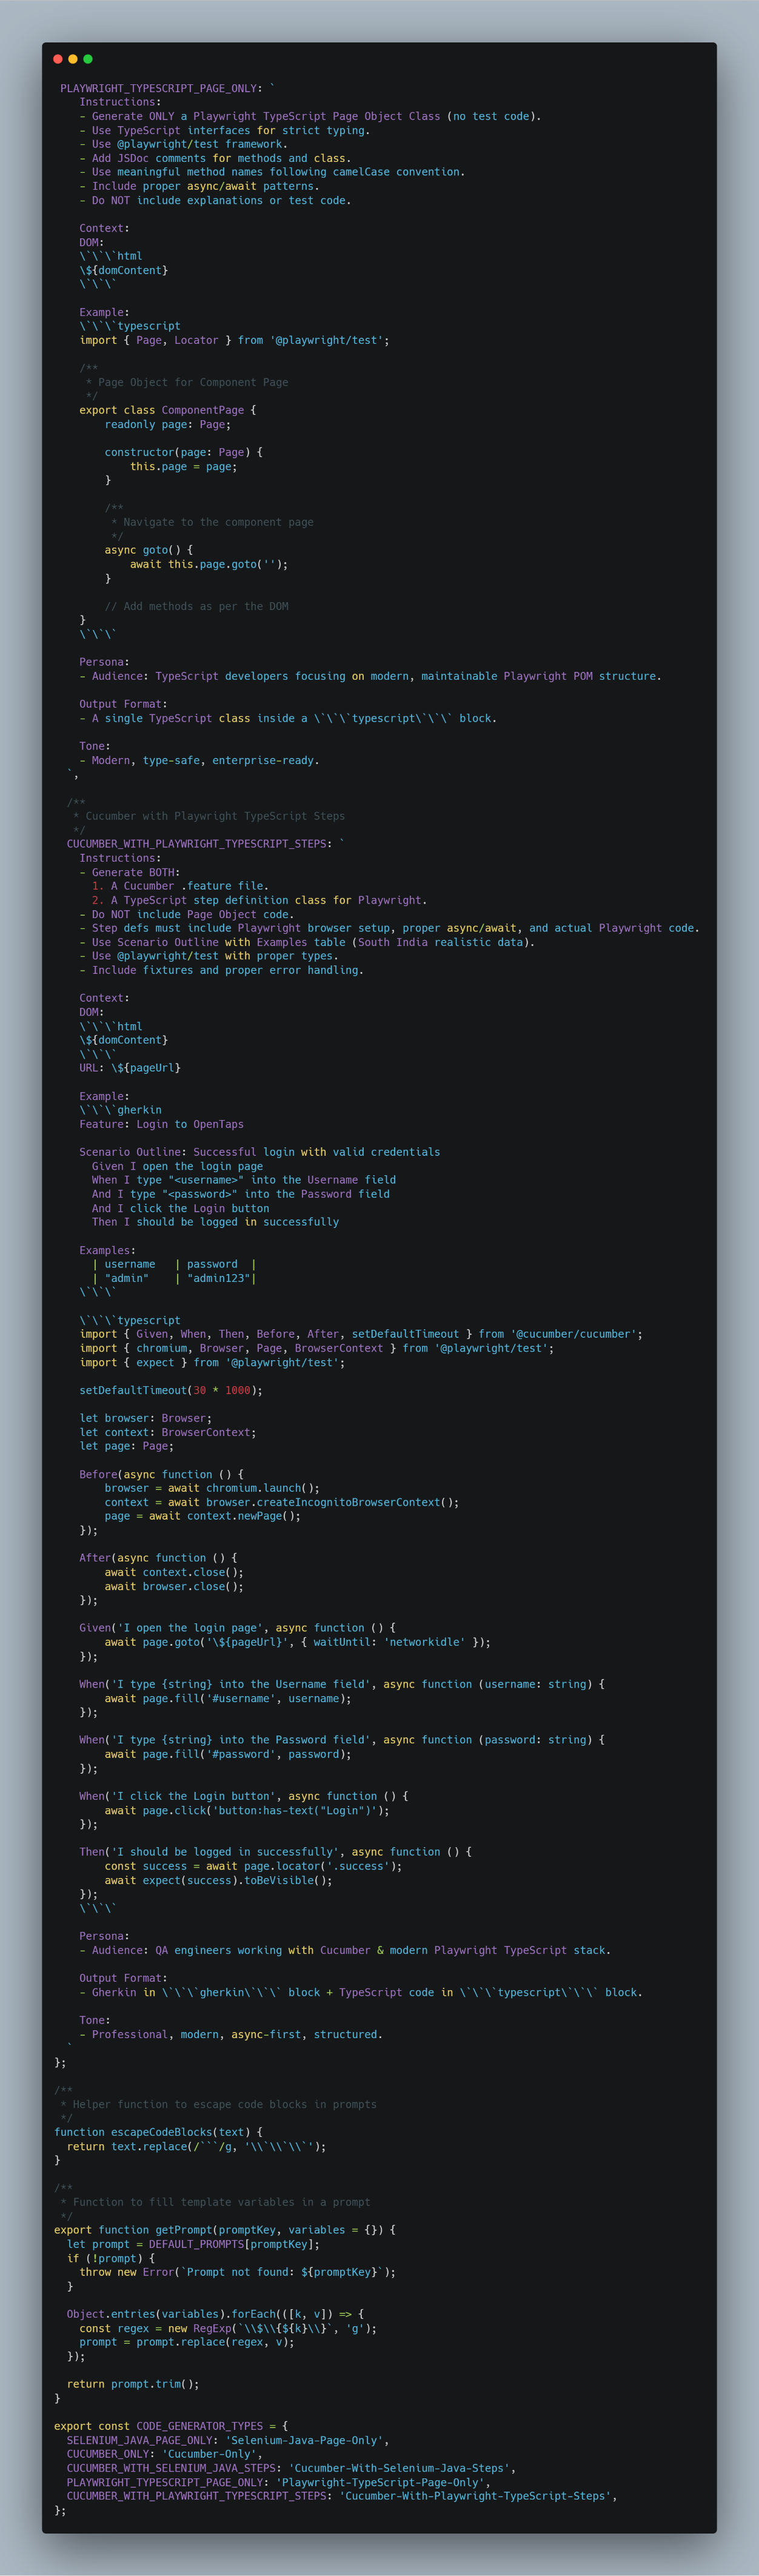 PLAYWRIGHT_TYPESCRIPT_PAGE_ONLY: `
    Instructions:
    - Generate ONLY a Playwright TypeScript Page Object Class (no test code).
    - Use TypeScript interfaces for strict typing.
    - Use @playwright/test framework.
    - Add JSDoc comments for methods and class.
    - Use meaningful method names following camelCase convention.
    - Include proper async/await patterns.
    - Do NOT include explanations or test code.

    Context:
    DOM:
    \`\`\`html
    \${domContent}
    \`\`\`

    Example:
    \`\`\`typescript
    import { Page, Locator } from '@playwright/test';

    /**
     * Page Object for Component Page
     */
    export class ComponentPage {
        readonly page: Page;

        constructor(page: Page) {
            this.page = page;
        }

        /**
         * Navigate to the component page
         */
        async goto() {
            await this.page.goto('');
        }

        // Add methods as per the DOM
    }
    \`\`\`

    Persona:
    - Audience: TypeScript developers focusing on modern, maintainable Playwright POM structure.

    Output Format:
    - A single TypeScript class inside a \`\`\`typescript\`\`\` block.

    Tone:
    - Modern, type-safe, enterprise-ready.
  `,

  /**
   * Cucumber with Playwright TypeScript Steps
   */
  CUCUMBER_WITH_PLAYWRIGHT_TYPESCRIPT_STEPS: `
    Instructions:
    - Generate BOTH:
      1. A Cucumber .feature file.
      2. A TypeScript step definition class for Playwright.
    - Do NOT include Page Object code.
    - Step defs must include Playwright browser setup, proper async/await, and actual Playwright code.
    - Use Scenario Outline with Examples table (South India realistic data).
    - Use @playwright/test with proper types.
    - Include fixtures and proper error handling.

    Context:
    DOM:
    \`\`\`html
    \${domContent}
    \`\`\`
    URL: \${pageUrl}

    Example:
    \`\`\`gherkin
    Feature: Login to OpenTaps

    Scenario Outline: Successful login with valid credentials
      Given I open the login page
      When I type "<username>" into the Username field
      And I type "<password>" into the Password field
      And I click the Login button
      Then I should be logged in successfully

    Examples:
      | username   | password  |
      | "admin"    | "admin123"|
    \`\`\`

    \`\`\`typescript
    import { Given, When, Then, Before, After, setDefaultTimeout } from '@cucumber/cucumber';
    import { chromium, Browser, Page, BrowserContext } from '@playwright/test';
    import { expect } from '@playwright/test';

    setDefaultTimeout(30 * 1000);

    let browser: Browser;
    let context: BrowserContext;
    let page: Page;

    Before(async function () {
        browser = await chromium.launch();
        context = await browser.createIncognitoBrowserContext();
        page = await context.newPage();
    });

    After(async function () {
        await context.close();
        await browser.close();
    });

    Given('I open the login page', async function () {
        await page.goto('\${pageUrl}', { waitUntil: 'networkidle' });
    });

    When('I type {string} into the Username field', async function (username: string) {
        await page.fill('#username', username);
    });

    When('I type {string} into the Password field', async function (password: string) {
        await page.fill('#password', password);
    });

    When('I click the Login button', async function () {
        await page.click('button:has-text("Login")');
    });

    Then('I should be logged in successfully', async function () {
        const success = await page.locator('.success');
        await expect(success).toBeVisible();
    });
    \`\`\`

    Persona:
    - Audience: QA engineers working with Cucumber & modern Playwright TypeScript stack.

    Output Format:
    - Gherkin in \`\`\`gherkin\`\`\` block + TypeScript code in \`\`\`typescript\`\`\` block.

    Tone:
    - Professional, modern, async-first, structured.
  `
};

/**
 * Helper function to escape code blocks in prompts
 */
function escapeCodeBlocks(text) {
  return text.replace(/```/g, '\\`\\`\\`');
}

/**
 * Function to fill template variables in a prompt
 */
export function getPrompt(promptKey, variables = {}) {
  let prompt = DEFAULT_PROMPTS[promptKey];
  if (!prompt) {
    throw new Error(`Prompt not found: ${promptKey}`);
  }

  Object.entries(variables).forEach(([k, v]) => {
    const regex = new RegExp(`\\$\\{${k}\\}`, 'g');
    prompt = prompt.replace(regex, v);
  });

  return prompt.trim();
}

export const CODE_GENERATOR_TYPES = {
  SELENIUM_JAVA_PAGE_ONLY: 'Selenium-Java-Page-Only',
  CUCUMBER_ONLY: 'Cucumber-Only',
  CUCUMBER_WITH_SELENIUM_JAVA_STEPS: 'Cucumber-With-Selenium-Java-Steps',
  PLAYWRIGHT_TYPESCRIPT_PAGE_ONLY: 'Playwright-TypeScript-Page-Only',
  CUCUMBER_WITH_PLAYWRIGHT_TYPESCRIPT_STEPS: 'Cucumber-With-Playwright-TypeScript-Steps',
};